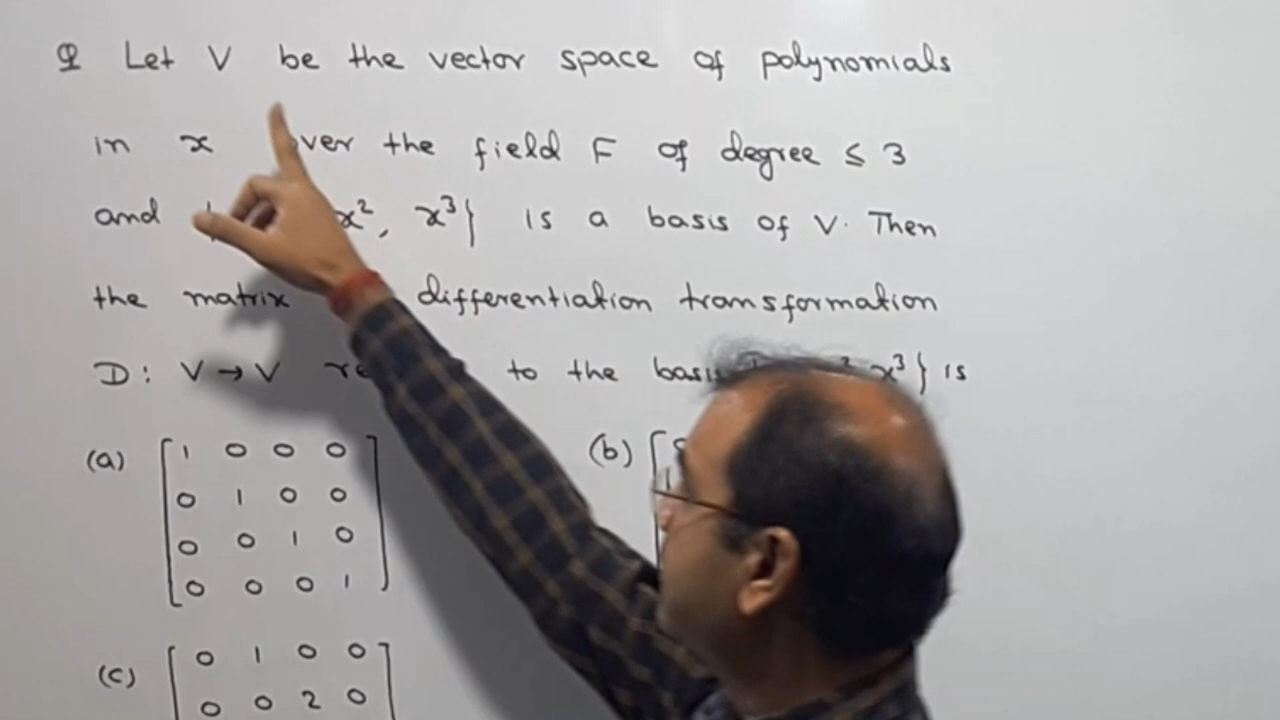 Q Let V be the vector space of polynomials
in x over the field F of degree ≤ 3
and x², x³} is a basis of V. Then
the matrix differentiation transformation
D: V → V to the basis x³} is
(a) [ 1 0 0 0
0 1 0 0
0 0 1 0
0 0 0 1 ]
(b) [
(c) [ 0 1 0 0 ]
0 0 2 0